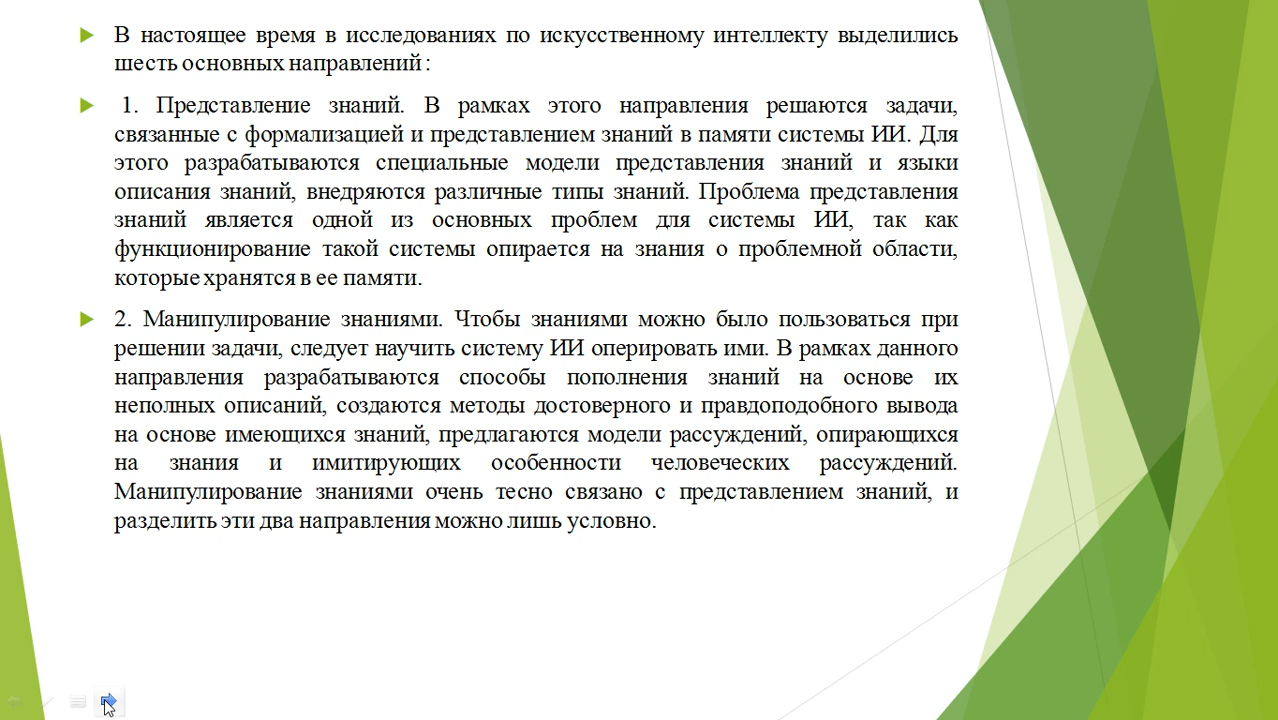 В настоящее время в исследованиях по искусственному интеллекту выделились
шесть основных направлений :
1. Представление знаний. В рамках этого направления решаются задачи,
связанные с формализацией и представлением знаний в памяти системы ИИ. Для
этого разрабатываются специальные модели представления знаний и языки
описания знаний, внедряются различные типы знаний. Проблема представления
знаний является одной из основных проблем для системы ИИ, так как
функционирование такой системы опирается на знания о проблемной области,
которые хранятся в ее памяти.
2. Манипулирование знаниями. Чтобы знаниями можно было пользоваться при
решении задачи, следует научить систему ИИ оперировать ими. В рамках данного
направления разрабатываются способы пополнения знаний на основе их
неполных описаний, создаются методы достоверного и правдоподобного вывода
на основе имеющихся знаний, предлагаются модели рассуждений, опирающихся
на знания и имитирующих особенности человеческих рассуждений.
Манипулирование знаниями очень тесно связано с представлением знаний, и
разделить эти два направления можно лишь условно.